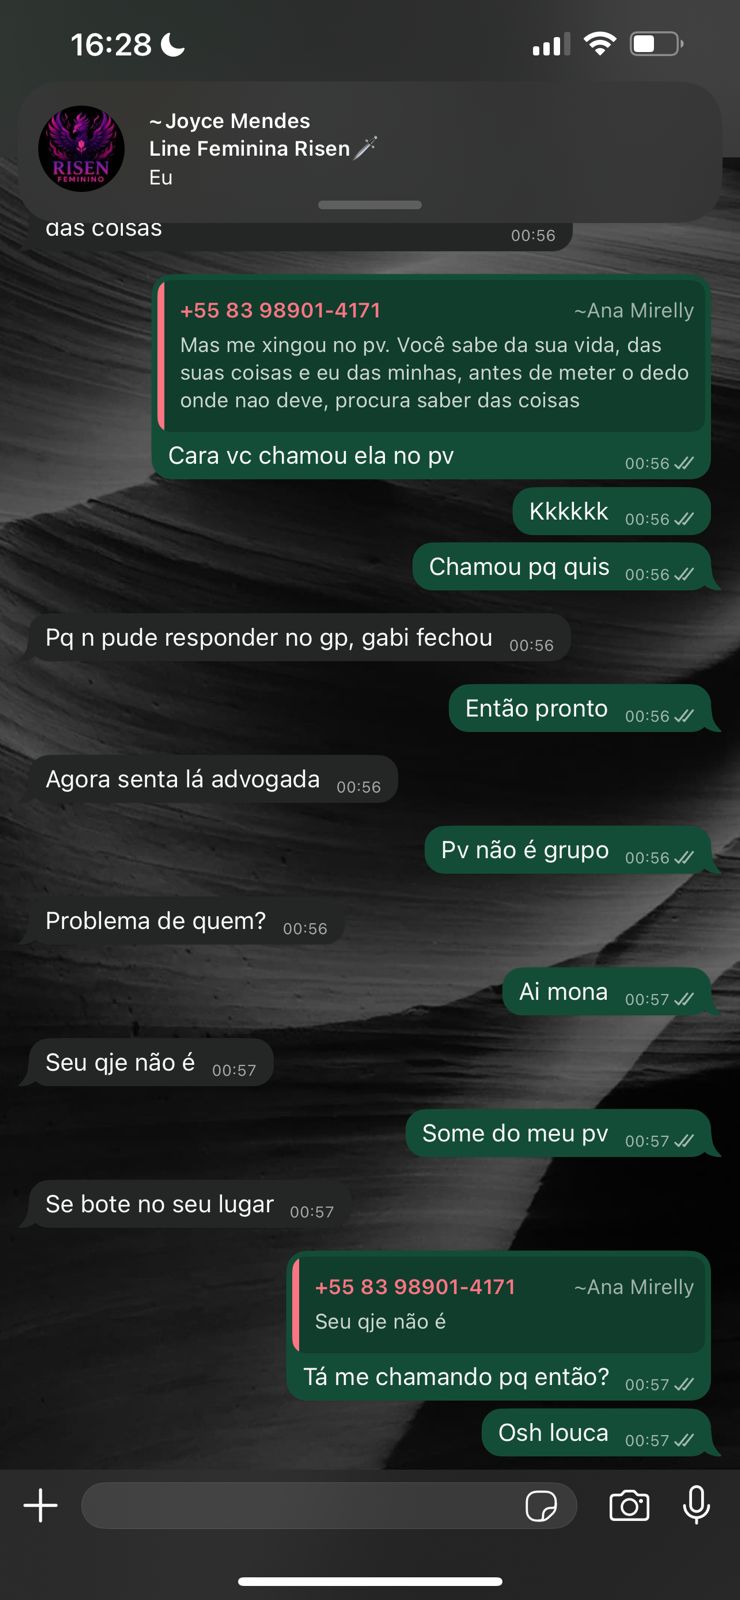 16:28
RISEN
FEMININO
~Joyce Mendes
Line Feminina Risen🗡️
Eu
das coisas 00:56
+55 83 98901-4171 ~Ana Mirelly
Mas me xingou no pv. Você sabe da sua vida, das
suas coisas e eu das minhas, antes de meter o dedo
onde nao deve, procura saber das coisas
Cara vc chamou ela no pv 00:56
Kkkkkk 00:56
Chamou pq quis 00:56
Pq n pude responder no gp, gabi fechou 00:56
Então pronto 00:56
Agora senta lá advogada 00:56
Pv não é grupo 00:56
Problema de quem? 00:56
Ai mona 00:57
Seu qje não é 00:57
Some do meu pv 00:57
Se bote no seu lugar 00:57
+55 83 98901-4171 ~Ana Mirelly
Seu qje não é
Tá me chamando pq então? 00:57
Osh louca 00:57